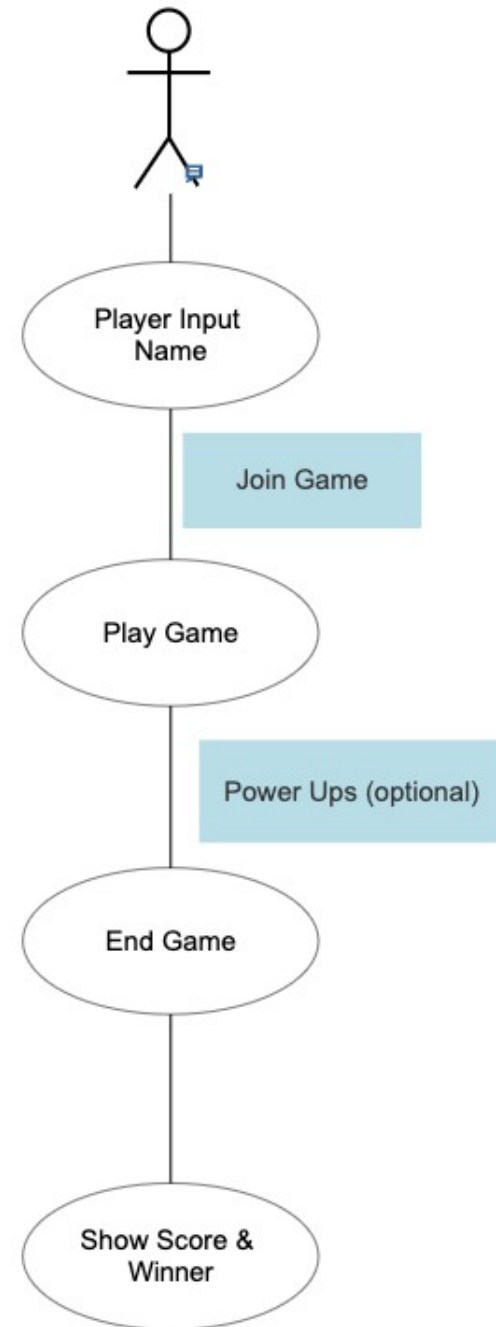 Player Input
Name
Join Game
Play Game
Power Ups (optional)
End Game
Show Score &
Winner